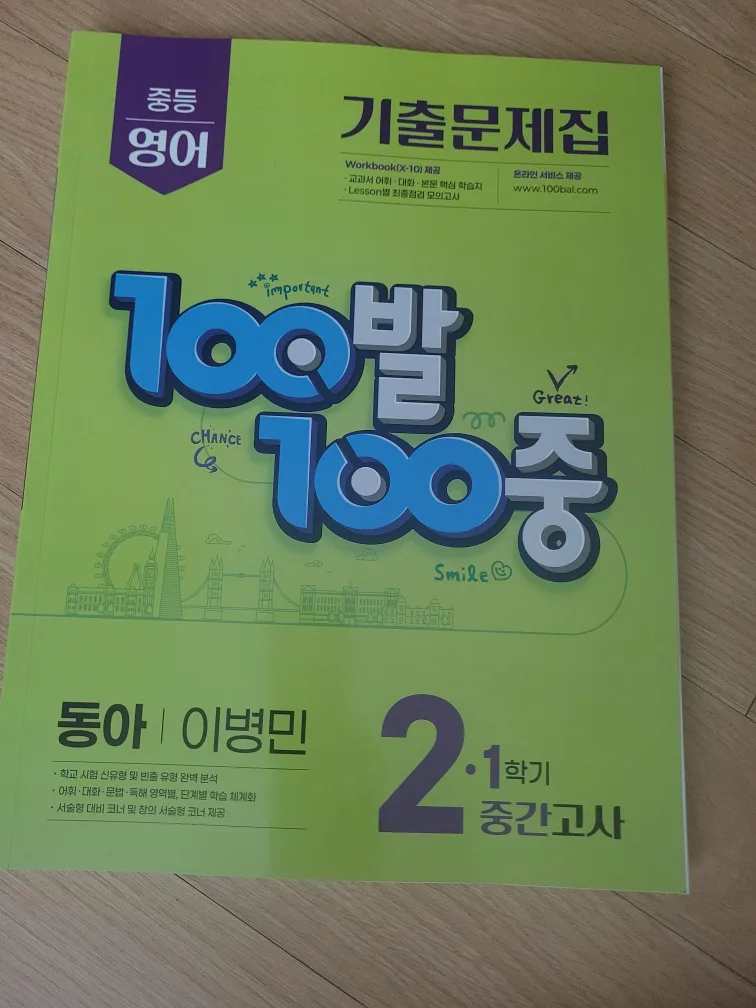 중등
영어
기출문제집
Workbook(X-10) 제공
· 교과서 어휘 · 대화 · 본문 핵심 학습지
· Lesson별 최종점검 모의고사
온라인 서비스 제공
www.100bal.com
important
100발
Great!
CHANCE
100중
Smile
동아 | 이병민
· 학교 시험 신유형 및 빈출 유형 완벽 분석
· 어휘 · 대화 · 문법 · 독해 영역별, 단계별 학습 체계화
· 서술형 대비 코너 및 창의 서술형 코너 제공
2·1학기
중간고사